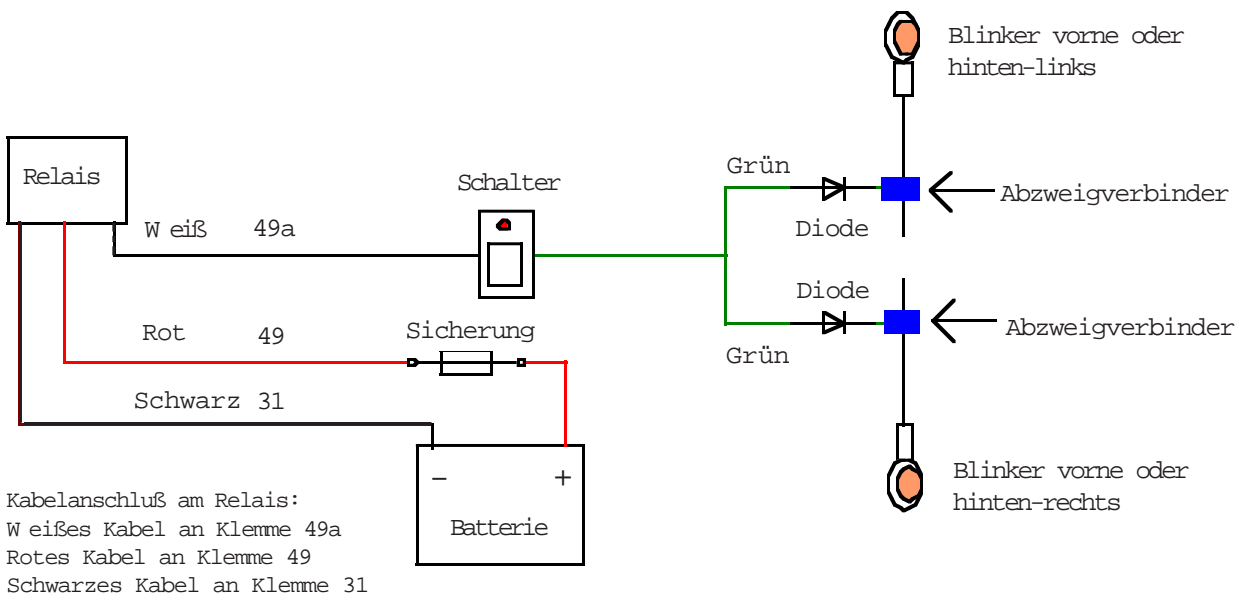 Blinker vorne oder
hinten-links
Relais
Schalter
Grün
Abzweigverbinder
Weiß 49a
Diode
Diode
Rot 49
Sicherung
Abzweigverbinder
Grün
Schwarz 31
- +
Batterie
Blinker vorne oder
hinten-rechts
Kabelanschluß am Relais:
Weißes Kabel an Klemme 49a
Rotes Kabel an Klemme 49
Schwarzes Kabel an Klemme 31